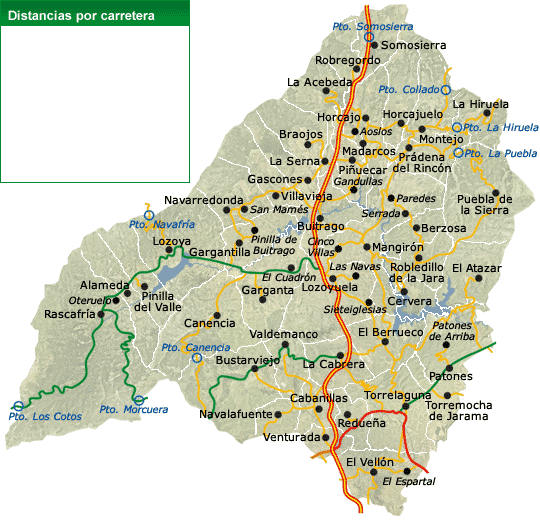 Distancias por carretera
Pto. Somosierra
Somosierra
Robregordo
La Acebeda
Pto. Collado
La Hiruela
Horcajo
Horcajuelo
Aoslos
Montejo
Pto. La Hiruela
Braojos
Madarcos
Prádena
del Rincón
Pto. La Puebla
La Serna
Piñuecar
Gandullas
Gascones
Villavieja
Paredes
Puebla de
la Sierra
Navarredonda
San Mamés
Serrada
Pto. Navafría
Buitrago
Berzosa
Lozoya
Gargantilla
Pinilla de
Buitrago
Cinco
Villas
Mangirón
Robledillo
de la Jara
El Cuadrón
Las Navas
El Atazar
Alameda
Oteruelo
Pinilla
del Valle
Garganta
Lozoyuela
Cervera
Rascafría
Sieteiglesias
Canencia
Patones
de Arriba
Valdemanco
El Berrueco
Pto. Canencia
Bustarviejo
La Cabrera
Patones
Pto. Los Cotos
Pto. Morcuera
Navalafuente
Cabanillas
Torrelaguna
Torremocha
de Jarama
Redueña
Venturada
El Vellón
El Espartal